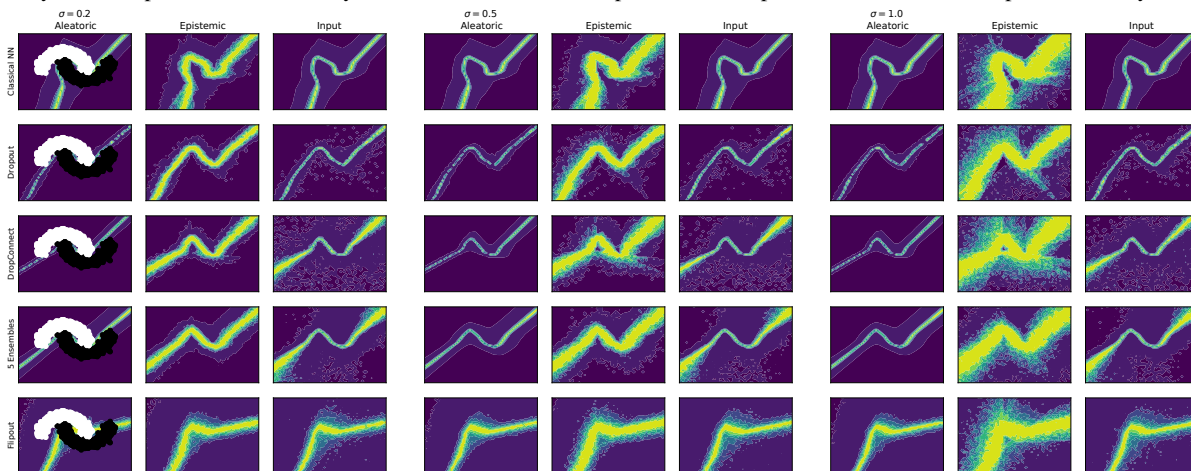 σ = 0.2 σ = 0.5 σ = 1.0
Aleatoric Epistemic Input Aleatoric Epistemic Input Aleatoric Epistemic Input
Classical NN
Dropout
DropConnect
5 Ensembles
Flipout